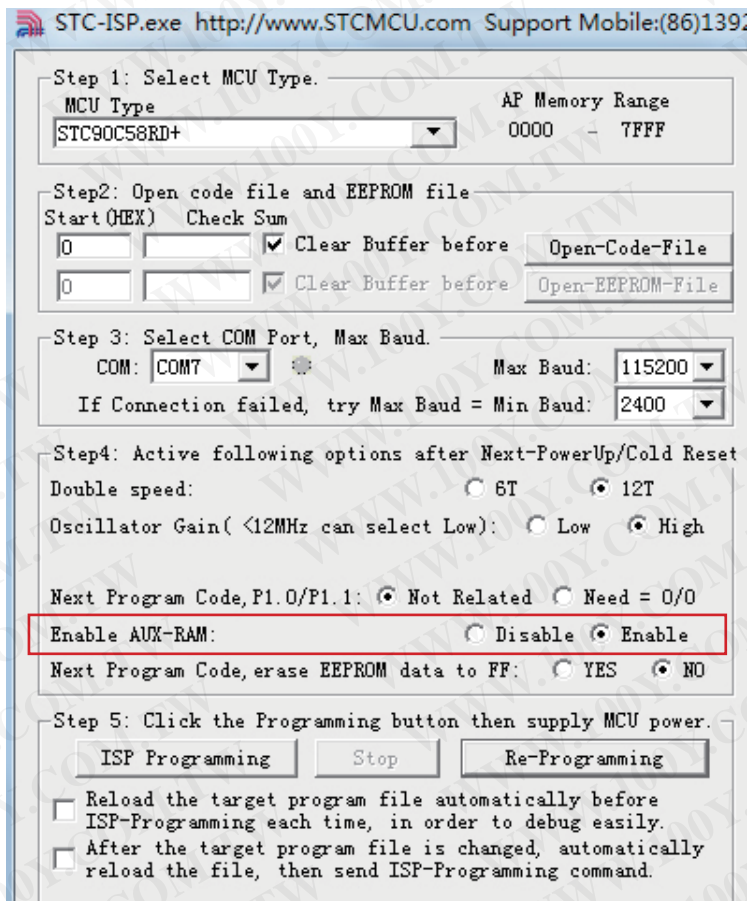 STC-ISP.exe http://www.STCMCU.com Support Mobile:(86)1392
Step 1: Select MCU Type.
MCU Type AP Memory Range
STC90C58RD+ 0000 - 7FFF
Step2: Open code file and EEPROM file
Start(HEX) Check Sum
0 Clear Buffer before Open-Code-File
0 Clear Buffer before Open-EEPROM-File
Step 3: Select COM Port, Max Baud.
COM: COM7 Max Baud: 115200
If Connection failed, try Max Baud = Min Baud: 2400
Step4: Active following options after Next-PowerUp/Cold Reset
Double speed: 6T 12T
Oscillator Gain( <12MHz can select Low): Low High
Next Program Code,P1.0/P1.1: Not Related Need = 0/0
Enable AUX-RAM: Disable Enable
Next Program Code,erase EEPROM data to FF: YES NO
Step 5: Click the Programming button then supply MCU power.
ISP Programming Stop Re-Programming
Reload the target program file automatically before
ISP-Programming each time, in order to debug easily.
After the target program file is changed, automatically
reload the file, then send ISP-Programming command.
WWW.100Y.COM.TW